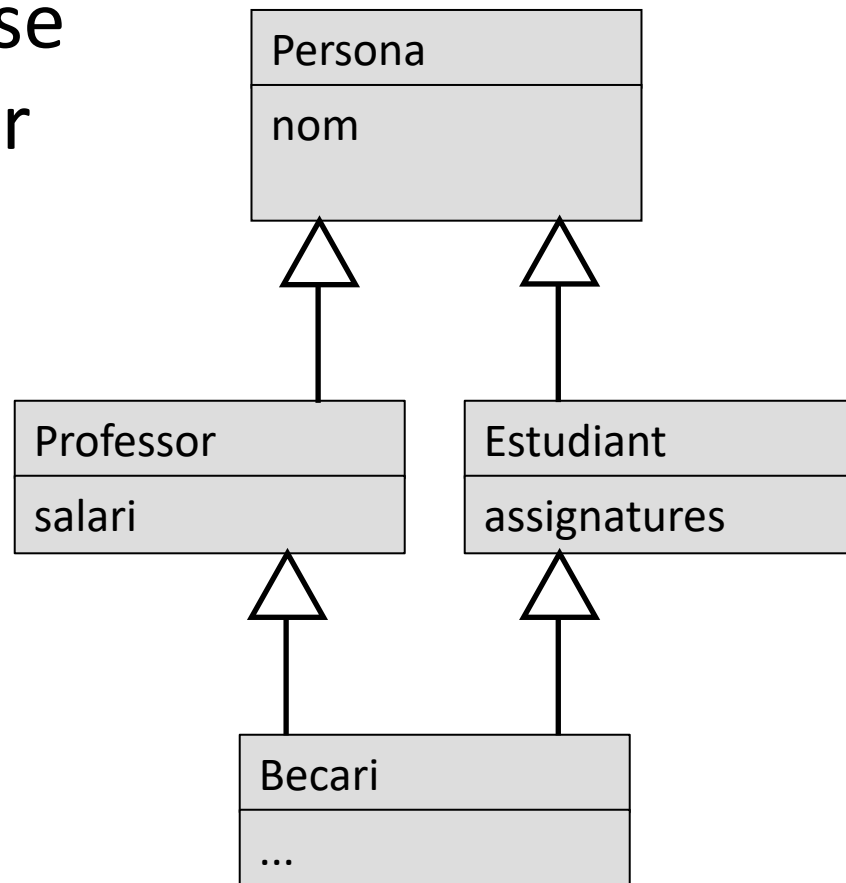 se
r
Persona
nom
Professor
salari
Estudiant
assignatures
Becari
...